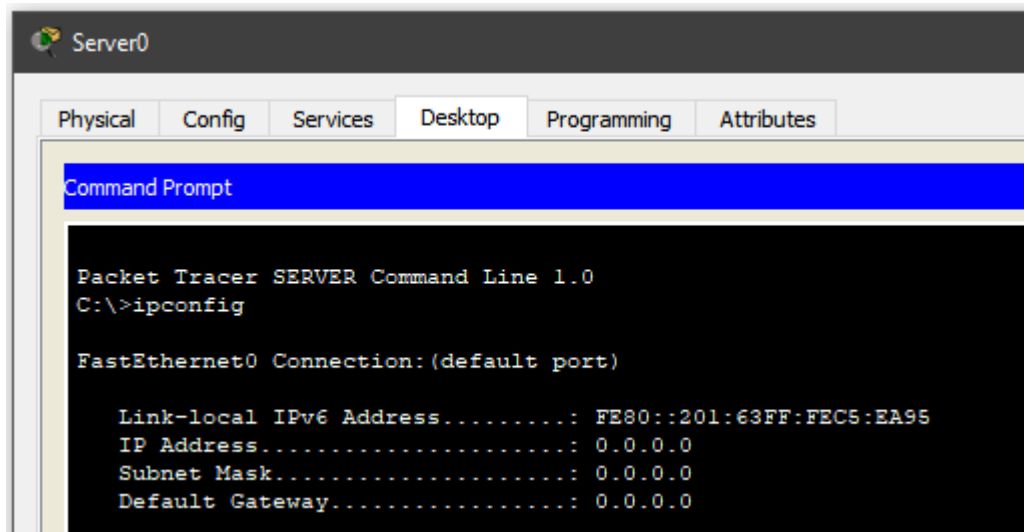 Server0
Physical Config Services Desktop Programming Attributes
Command Prompt
Packet Tracer SERVER Command Line 1.0
C:\>ipconfig
FastEthernet0 Connection:(default port)
Link-local IPv6 Address.........: FE80::201:63FF:FEC5:EA95
IP Address......................: 0.0.0.0
Subnet Mask.....................: 0.0.0.0
Default Gateway.................: 0.0.0.0